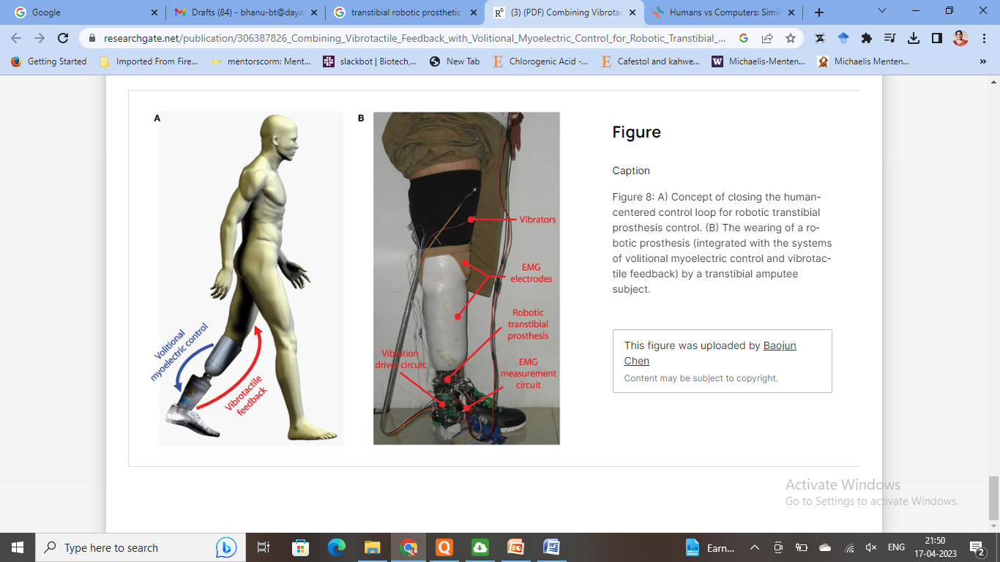 Google
Drafts (84) - bhanu-bt@daya
transtibial robotic prosthetic
(3) (PDF) Combining Vibrotac
Humans vs Computers: Simil
researchgate.net/publication/306387826_Combining_Vibrotactile_Feedback_with_Volitional_Myoelectric_Control_for_Robotic_Transtibial_...
Getting Started
Imported From Fire...
mentorscorm: Ment...
slackbot | Biotech,...
New Tab
Chlorogenic Acid -...
Cafestol and kahwe...
Michaelis-Menten...
Michaelis Menten...
»
A
Volitional
myoelectric control
Vibrotactile
feedback
B
Vibrators
EMG
electrodes
Robotic
transtibial
prosthesis
Vibration
driver circuit
EMG
measurement
circuit
Figure
Caption
Figure 8: A) Concept of closing the human-
centered control loop for robotic transtibial
prosthesis control. (B) The wearing of a ro-
botic prosthesis (integrated with the systems
of volitional myoelectric control and vibrotac-
tile feedback) by a transtibial amputee
subject.
This figure was uploaded by Baojun
Chen
Content may be subject to copyright.
Activate Windows
Go to Settings to activate Windows.
Type here to search
Earn...
ENG
21:50
17-04-2023
2